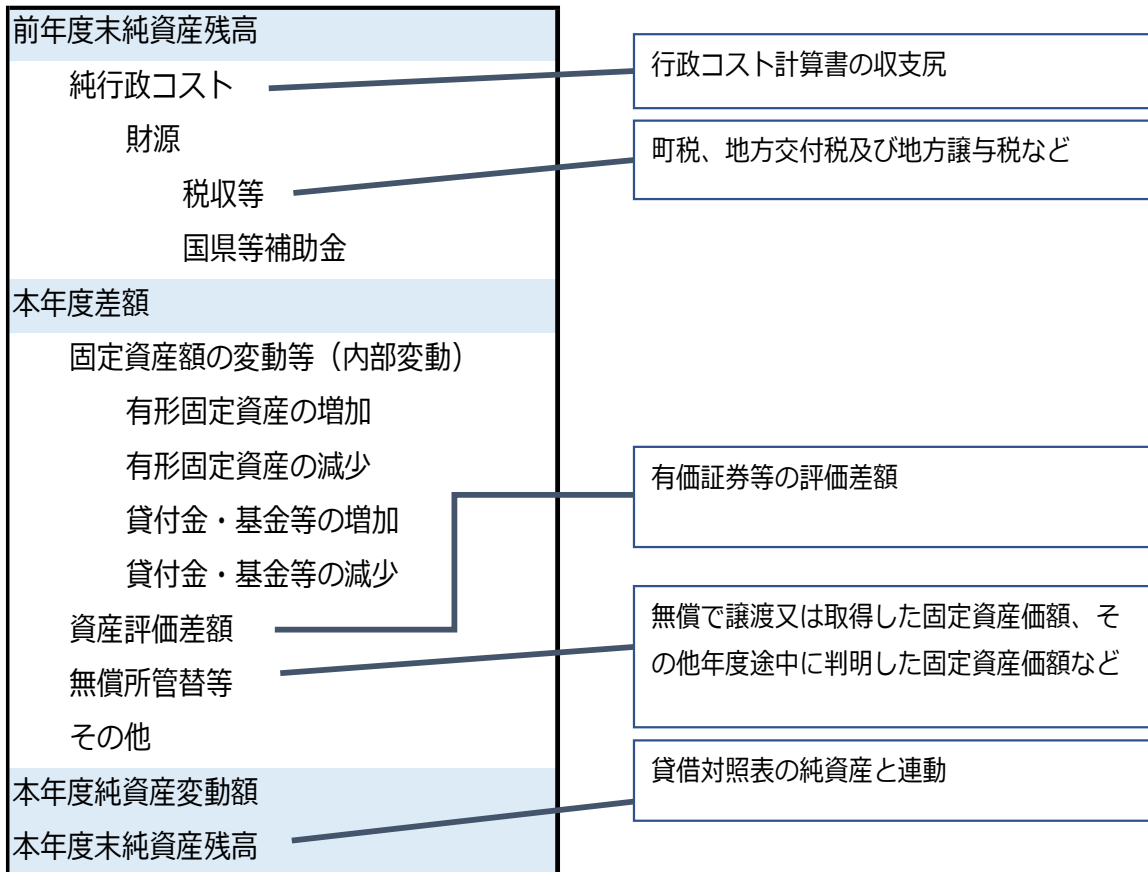 前年度末純資産残高
純行政コスト
財源
税収等
国県等補助金
本年度差額
固定資産額の変動等（内部変動）
有形固定資産の増加
有形固定資産の減少
貸付金・基金等の増加
貸付金・基金等の減少
資産評価差額
無償所管替等
その他
本年度純資産変動額
本年度末純資産残高
行政コスト計算書の収支尻
町税、地方交付税及び地方譲与税など
有価証券等の評価差額
無償で譲渡又は取得した固定資産価額、そ
の他年度途中に判明した固定資産価額など
貸借対照表の純資産と連動